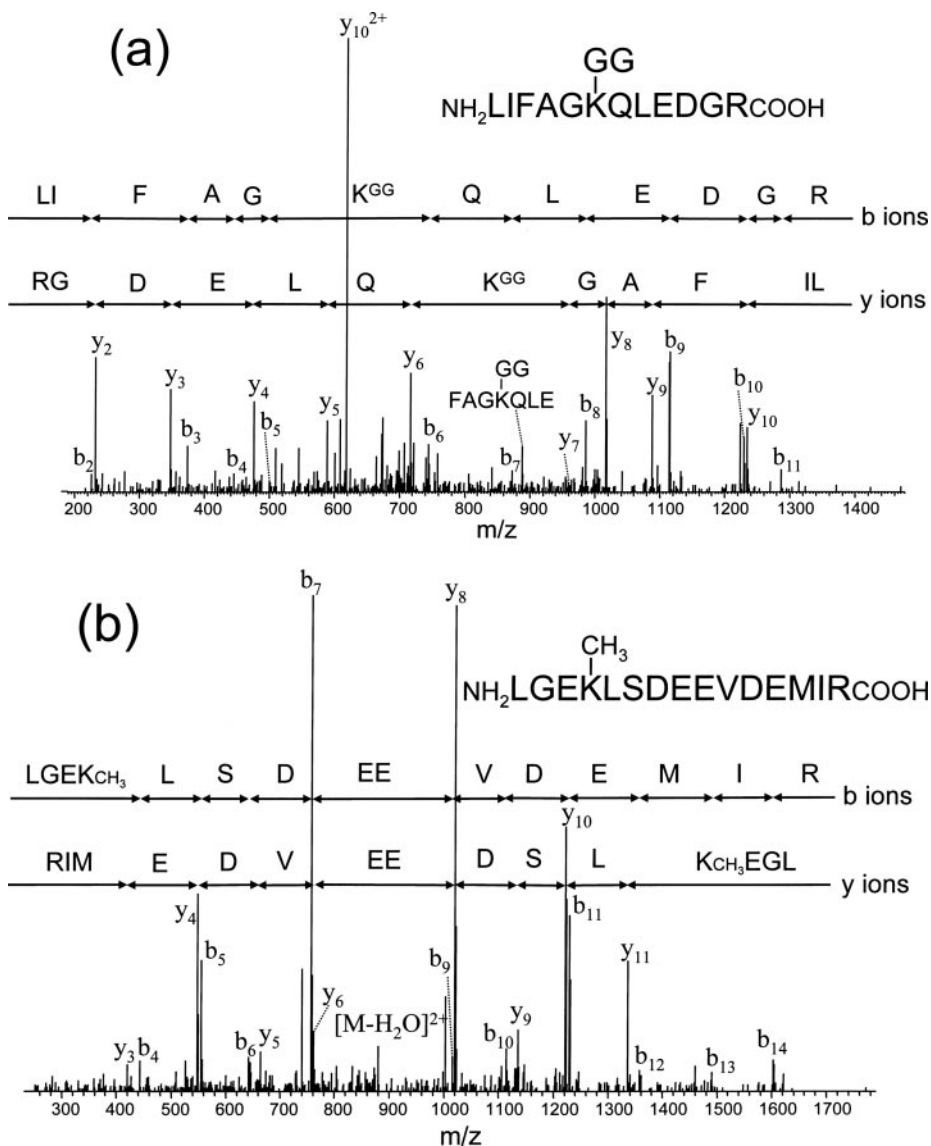 (a)
y10 2+
GG
NH2LIFAGKQLEDGRCOOH
LI F A G KGG Q L E D G R
b ions
RG D E L Q KGG G A F IL
y ions
y2
y3
y4
b5
y5
y6
GG
FAGKQLE
y8
b9
y9
b10
y10
b2
b3
b4
b6
b7
y7
b8
b11
200 300 400 500 600 700 800 900 1000 1100 1200 1300 1400
m/z
(b)
b7
y8
CH3
NH2LGEKLSDEEVDEMIRCOOH
LGEKCH3 L S D EE V D E M I R
b ions
y10
RIM E D V EE D S L KCH3EGL
y ions
y4
b5
b11
y6
b9
y11
[M-H2O]2+
y3 b4
b6 y5
b10
y9
b12
b13
b14
300 400 500 600 700 800 900 1000 1100 1200 1300 1400 1500 1600 1700
m/z